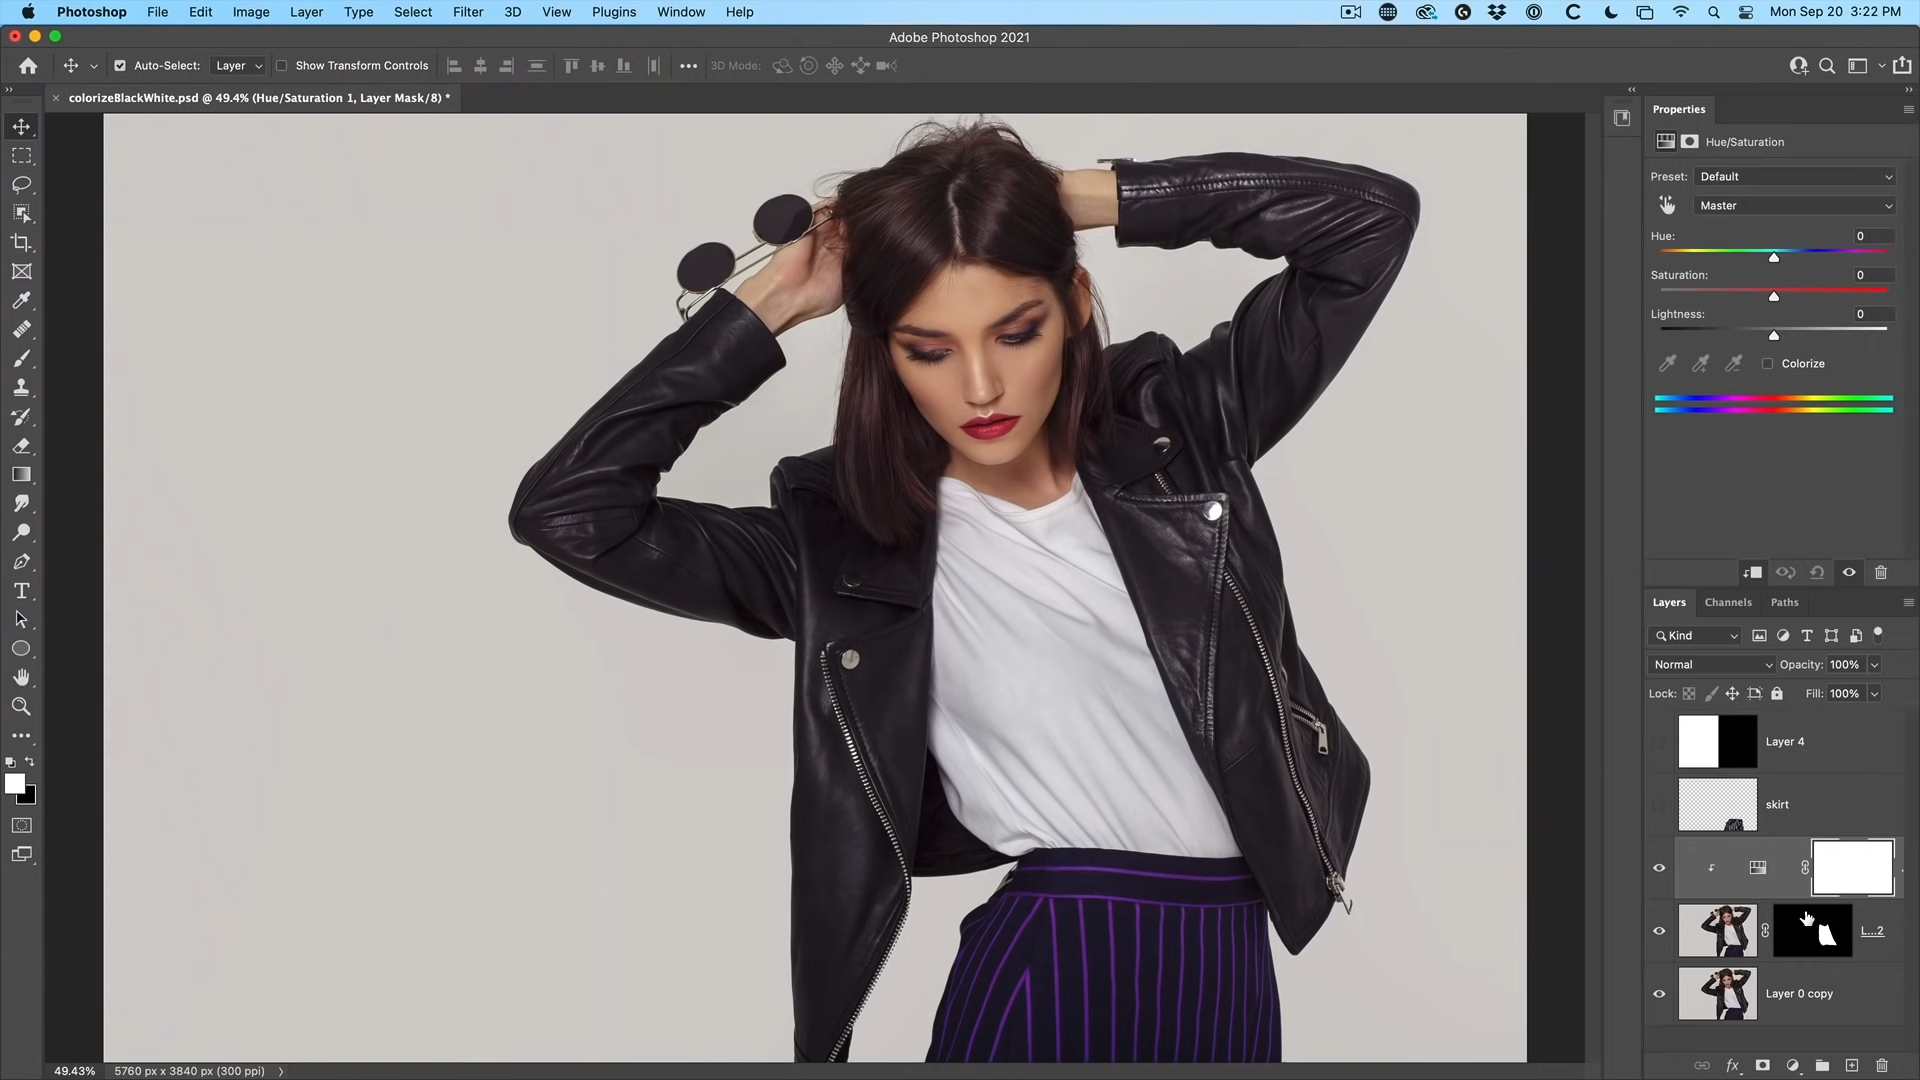 Photoshop File Edit Image Layer Type Select Filter 3D View Plugins Window Help Mon Sep 20 3:22 PM
Adobe Photoshop 2021
Auto-Select: Layer Show Transform Controls 3D Mode:
colorizeBlackWhite.psd @ 49.4% (Hue/Saturation 1, Layer Mask/8) *
Properties
Hue/Saturation
Preset: Default
Master
Hue: 0
Saturation: 0
Lightness: 0
Colorize
Layers Channels Paths
Kind
Normal Opacity: 100%
Lock: Fill: 100%
Layer 4
skirt
L...2
Layer 0 copy
49.43% 5760 px x 3840 px (300 ppi)